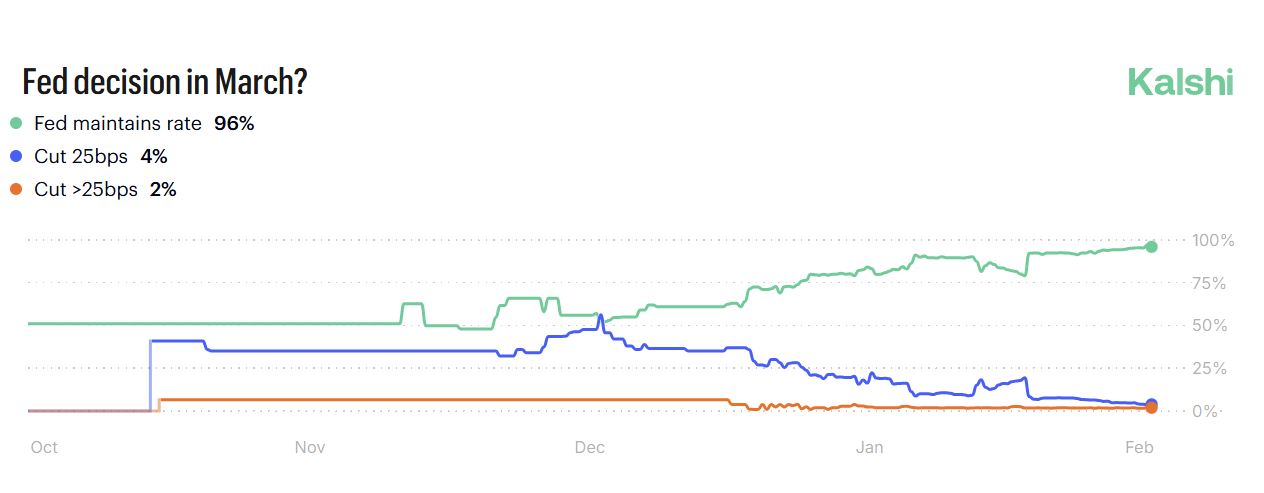 Fed decision in March?
Kalshi
Fed maintains rate 96%
Cut 25bps 4%
Cut >25bps 2%
100%
75%
50%
25%
0%
Oct Nov Dec Jan Feb